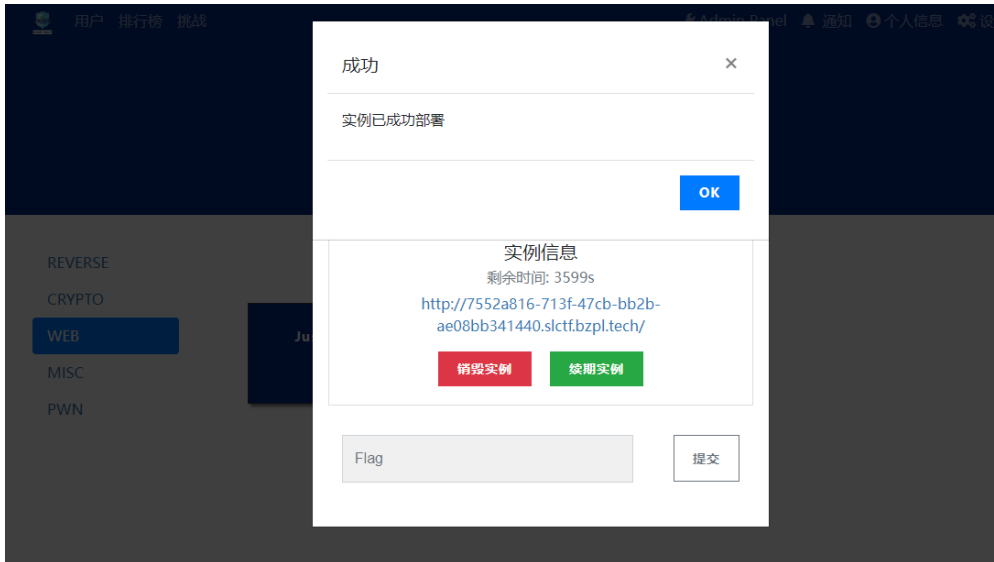 用户 排行榜 挑战 Admin Panel 通知 个人信息
成功 ×
实例已成功部署
OK
REVERSE
CRYPTO
WEB
MISC
PWN
Ju
实例信息
剩余时间: 3599s
http://7552a816-713f-47cb-bb2b-
ae08bb341440.slctf.bzpl.tech/
销毁实例 续期实例
Flag 提交